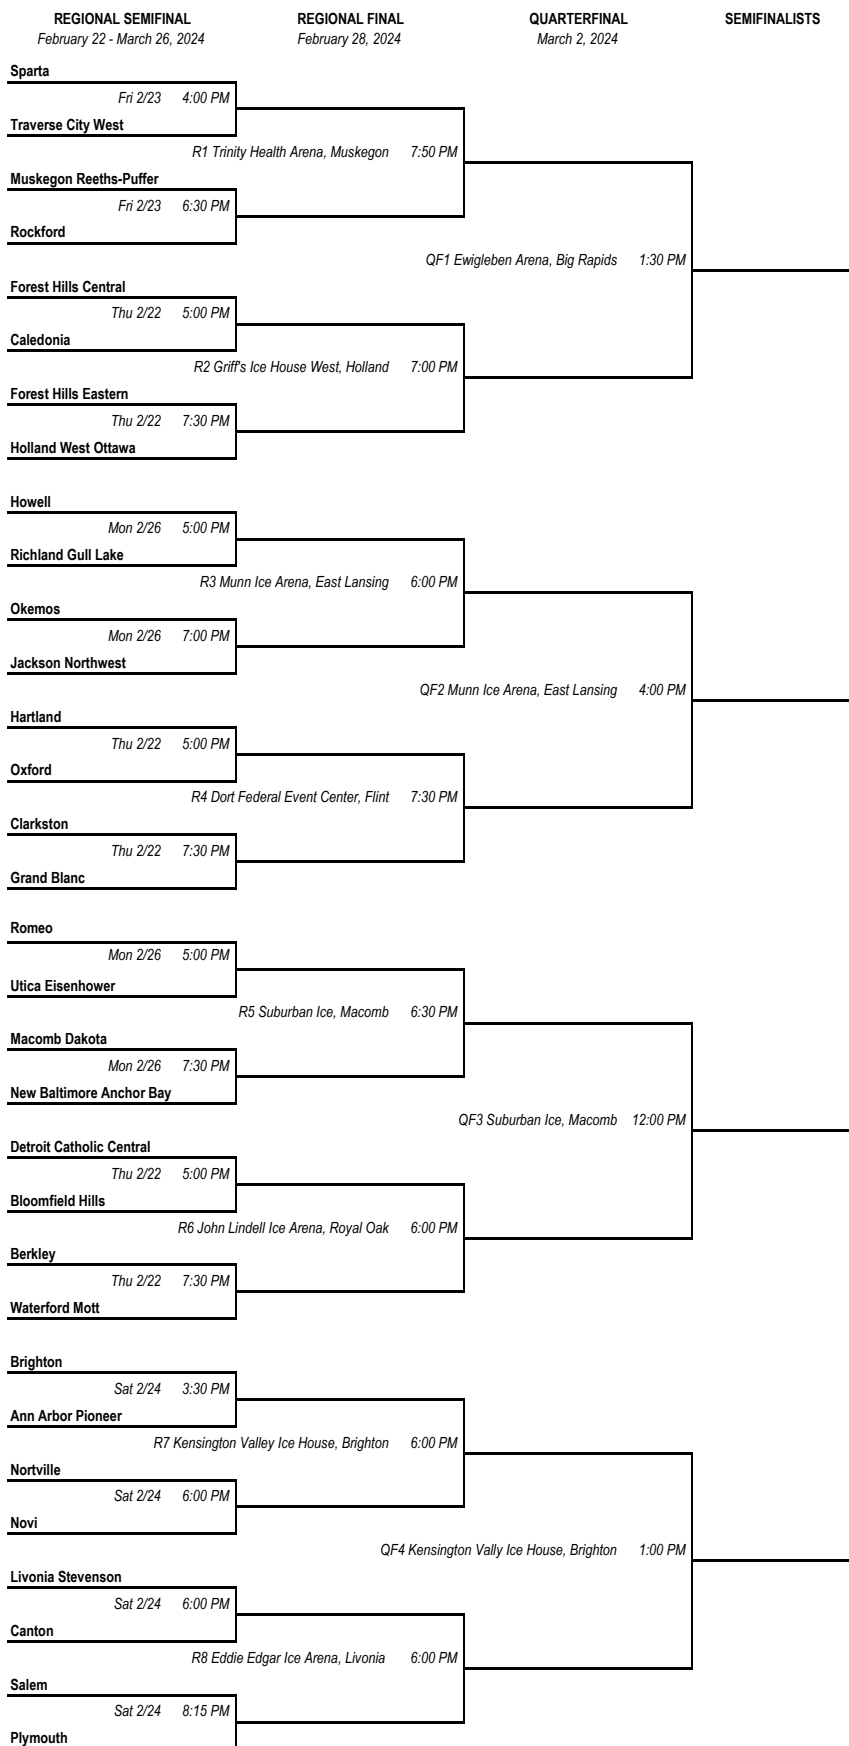 REGIONAL SEMIFINAL REGIONAL FINAL QUARTERFINAL SEMIFINALISTS
February 22 - March 26, 2024 February 28, 2024 March 2, 2024
Sparta
Fri 2/23 4:00 PM
Traverse City West
R1 Trinity Health Arena, Muskegon 7:50 PM
Muskegon Reeths-Puffer
Fri 2/23 6:30 PM
Rockford
QF1 Ewigleben Arena, Big Rapids 1:30 PM
Forest Hills Central
Thu 2/22 5:00 PM
Caledonia
R2 Griff's Ice House West, Holland 7:00 PM
Forest Hills Eastern
Thu 2/22 7:30 PM
Holland West Ottawa
Howell
Mon 2/26 5:00 PM
Richland Gull Lake
R3 Munn Ice Arena, East Lansing 6:00 PM
Okemos
Mon 2/26 7:00 PM
Jackson Northwest
QF2 Munn Ice Arena, East Lansing 4:00 PM
Hartland
Thu 2/22 5:00 PM
Oxford
R4 Dort Federal Event Center, Flint 7:30 PM
Clarkston
Thu 2/22 7:30 PM
Grand Blanc
Romeo
Mon 2/26 5:00 PM
Utica Eisenhower
R5 Suburban Ice, Macomb 6:30 PM
Macomb Dakota
Mon 2/26 7:30 PM
New Baltimore Anchor Bay
QF3 Suburban Ice, Macomb 12:00 PM
Detroit Catholic Central
Thu 2/22 5:00 PM
Bloomfield Hills
R6 John Lindell Ice Arena, Royal Oak 6:00 PM
Berkley
Thu 2/22 7:30 PM
Waterford Mott
Brighton
Sat 2/24 3:30 PM
Ann Arbor Pioneer
R7 Kensington Valley Ice House, Brighton 6:00 PM
Nortville
Sat 2/24 6:00 PM
Novi
QF4 Kensington Vally Ice House, Brighton 1:00 PM
Livonia Stevenson
Sat 2/24 6:00 PM
Canton
R8 Eddie Edgar Ice Arena, Livonia 6:00 PM
Salem
Sat 2/24 8:15 PM
Plymouth